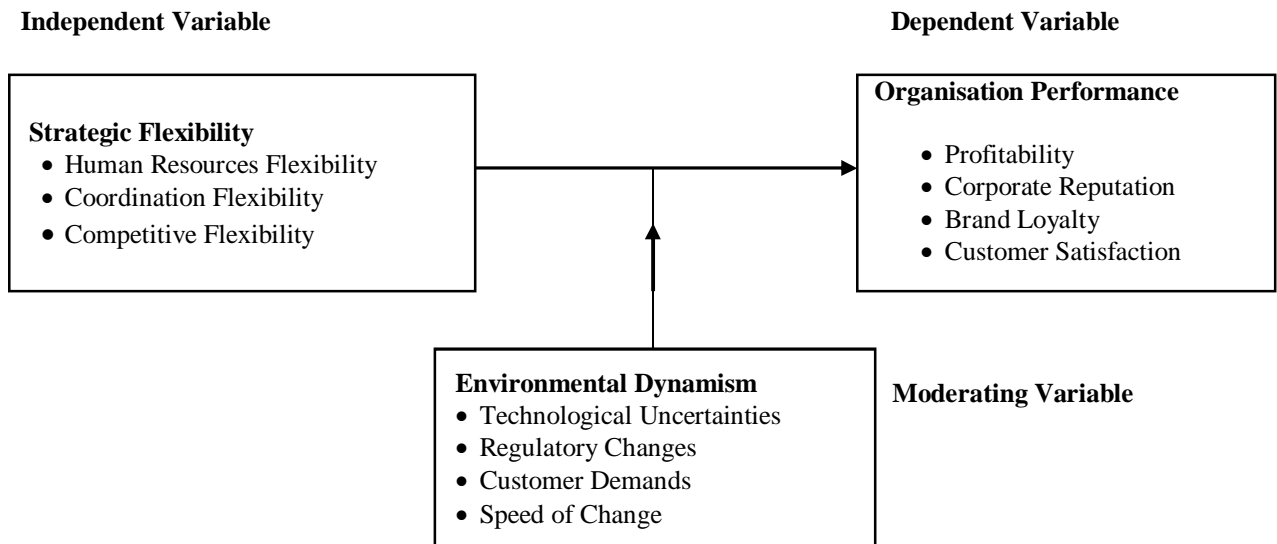 Independent Variable
Dependent Variable
Strategic Flexibility
• Human Resources Flexibility
• Coordination Flexibility
• Competitive Flexibility
Organisation Performance
• Profitability
• Corporate Reputation
• Brand Loyalty
• Customer Satisfaction
Environmental Dynamism
• Technological Uncertainties
• Regulatory Changes
• Customer Demands
• Speed of Change
Moderating Variable